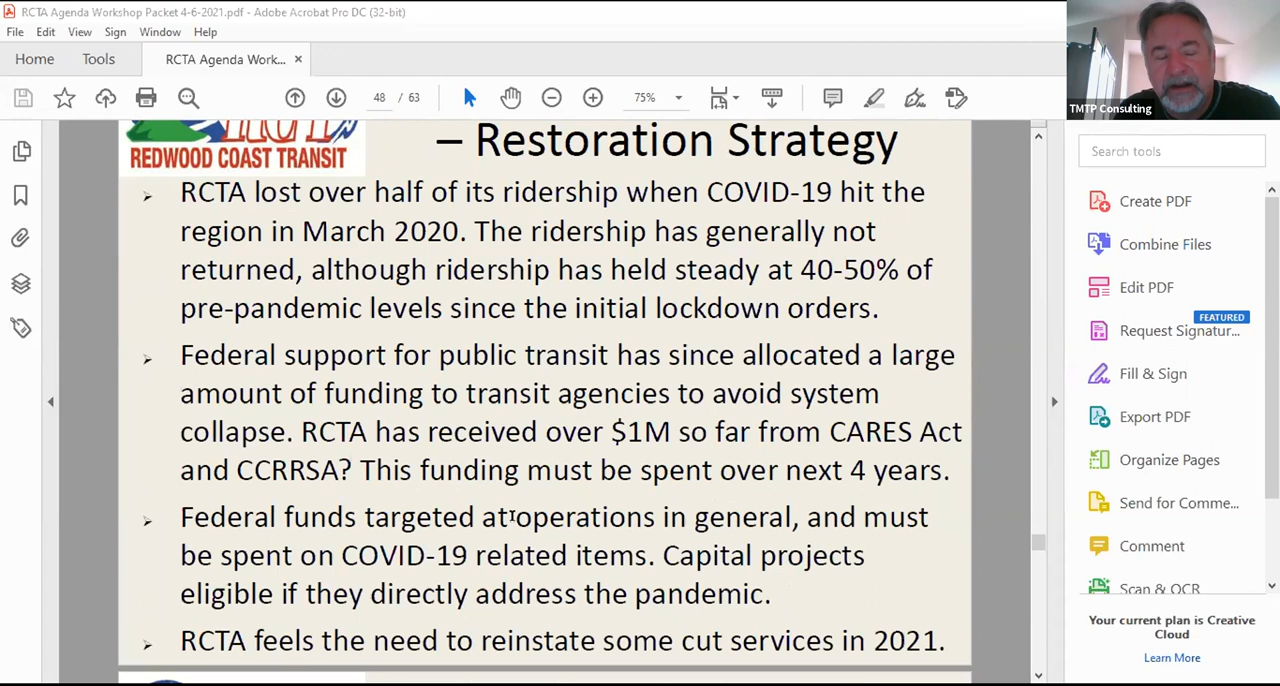 RCTA Agenda Workshop Packet 4-6-2021.pdf - Adobe Acrobat Pro DC (32-bit)
File Edit View Sign Window Help
Home Tools RCTA Agenda Work... ×
48 / 63 75%
TMTP Consulting
Search tools
Create PDF
Combine Files
Edit PDF
FEATURED
Request Signatur...
Fill & Sign
Export PDF
Organize Pages
Send for Comme...
Comment
Scan & OCR
Your current plan is Creative
Cloud
Learn More
REDWOOD COAST TRANSIT
– Restoration Strategy
RCTA lost over half of its ridership when COVID-19 hit the
region in March 2020. The ridership has generally not
returned, although ridership has held steady at 40-50% of
pre-pandemic levels since the initial lockdown orders.
Federal support for public transit has since allocated a large
amount of funding to transit agencies to avoid system
collapse. RCTA has received over $1M so far from CARES Act
and CCRRSA? This funding must be spent over next 4 years.
Federal funds targeted at operations in general, and must
be spent on COVID-19 related items. Capital projects
eligible if they directly address the pandemic.
RCTA feels the need to reinstate some cut services in 2021.